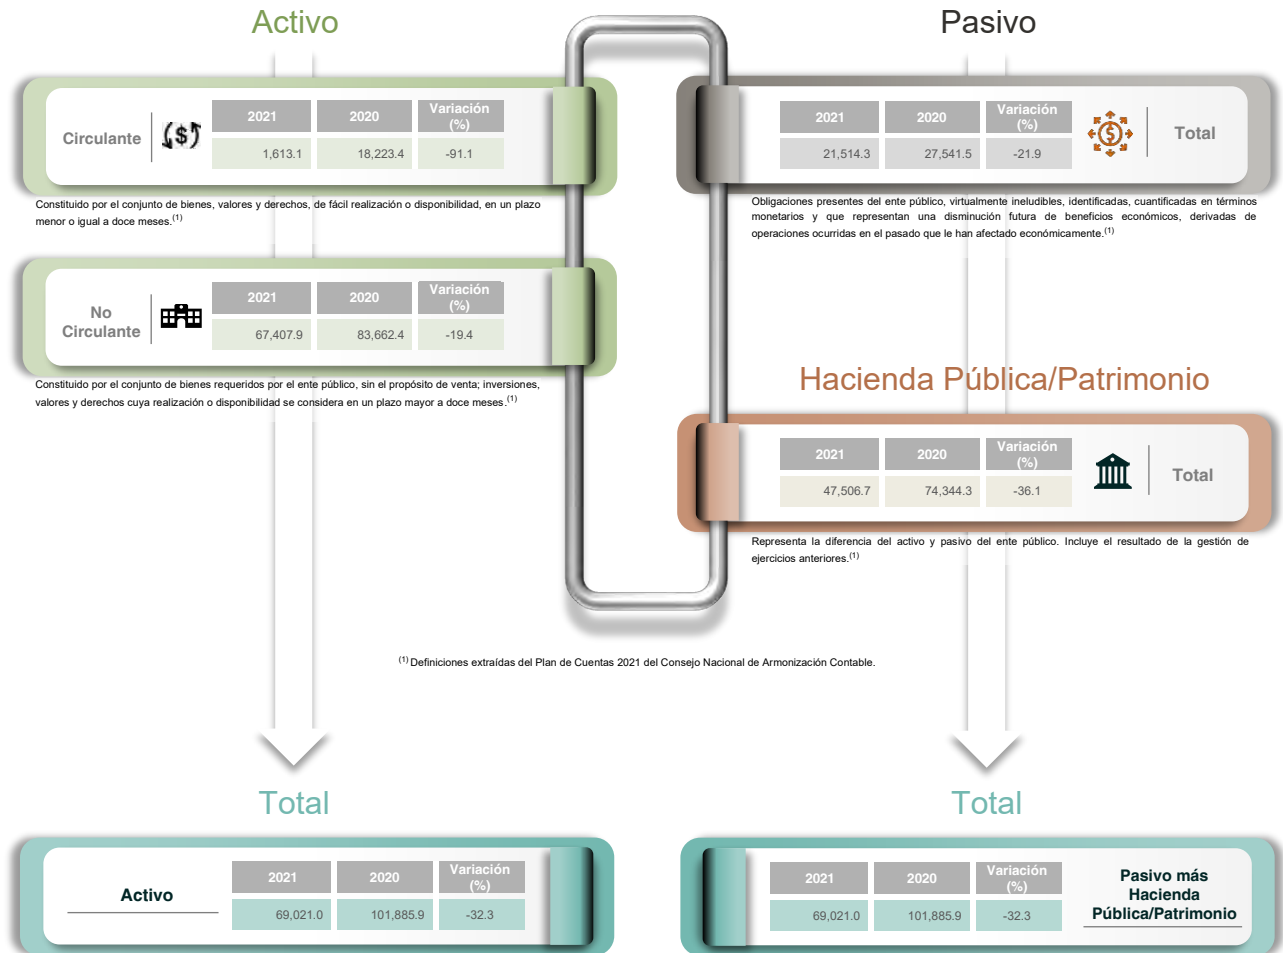 Activo
Circulante
2021 2020 Variación (%)
1,613.1 18,223.4 -91.1
Constituido por el conjunto de bienes, valores y derechos, de fácil realización o disponibilidad, en un plazo
menor o igual a doce meses.(1)
No
Circulante
2021 2020 Variación (%)
67,407.9 83,662.4 -19.4
Constituido por el conjunto de bienes requeridos por el ente público, sin el propósito de venta; inversiones,
valores y derechos cuya realización o disponibilidad se considera en un plazo mayor a doce meses.(1)
Pasivo
2021 2020 Variación (%)
21,514.3 27,541.5 -21.9
Total
Obligaciones presentes del ente público, virtualmente ineludibles, identificadas, cuantificadas en términos
monetarios y que representan una disminución futura de beneficios económicos, derivadas de
operaciones ocurridas en el pasado que le han afectado económicamente.(1)
Hacienda Pública/Patrimonio
2021 2020 Variación (%)
47,506.7 74,344.3 -36.1
Total
Representa la diferencia del activo y pasivo del ente público. Incluye el resultado de la gestión de
ejercicios anteriores.(1)
(1) Definiciones extraídas del Plan de Cuentas 2021 del Consejo Nacional de Armonización Contable.
Total
Activo
2021 2020 Variación (%)
69,021.0 101,885.9 -32.3
Total
2021 2020 Variación (%)
69,021.0 101,885.9 -32.3
Pasivo más
Hacienda
Pública/Patrimonio